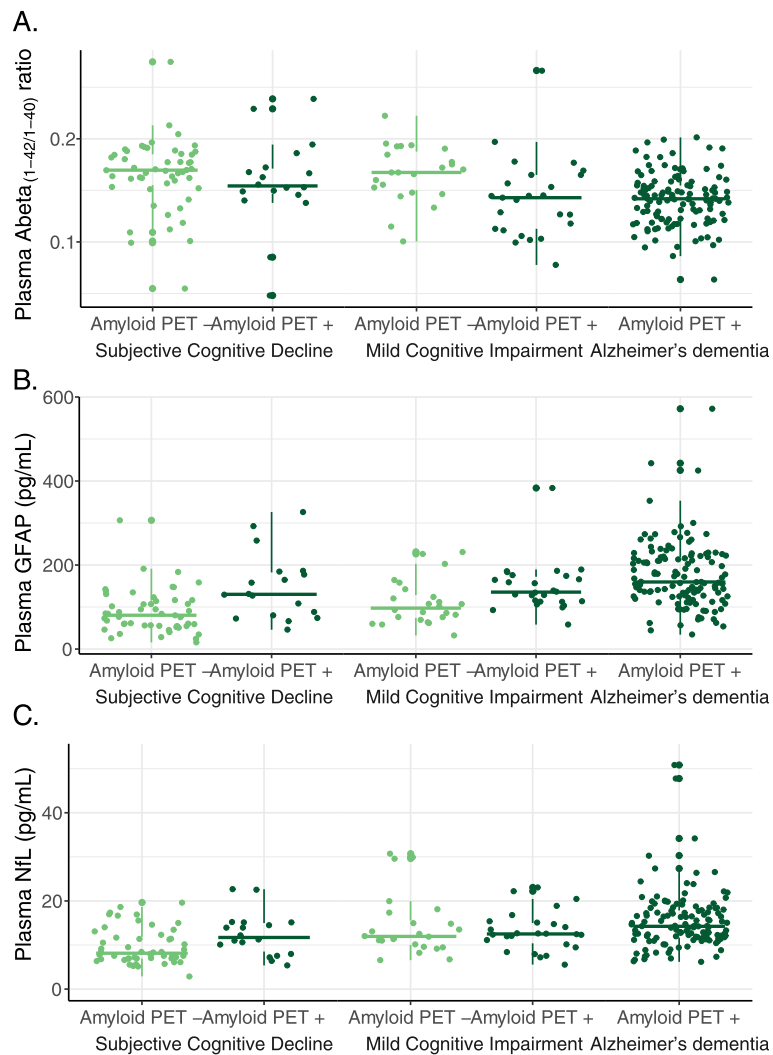 A.
Plasma Abeta(1−42/1−40) ratio
0.2
0.1
Amyloid PET − Amyloid PET + Amyloid PET − Amyloid PET + Amyloid PET +
Subjective Cognitive Decline Mild Cognitive Impairment Alzheimer's dementia
B.
Plasma GFAP (pg/mL)
600
400
200
0
Amyloid PET − Amyloid PET + Amyloid PET − Amyloid PET + Amyloid PET +
Subjective Cognitive Decline Mild Cognitive Impairment Alzheimer's dementia
C.
Plasma NfL (pg/mL)
40
20
0
Amyloid PET − Amyloid PET + Amyloid PET − Amyloid PET + Amyloid PET +
Subjective Cognitive Decline Mild Cognitive Impairment Alzheimer's dementia